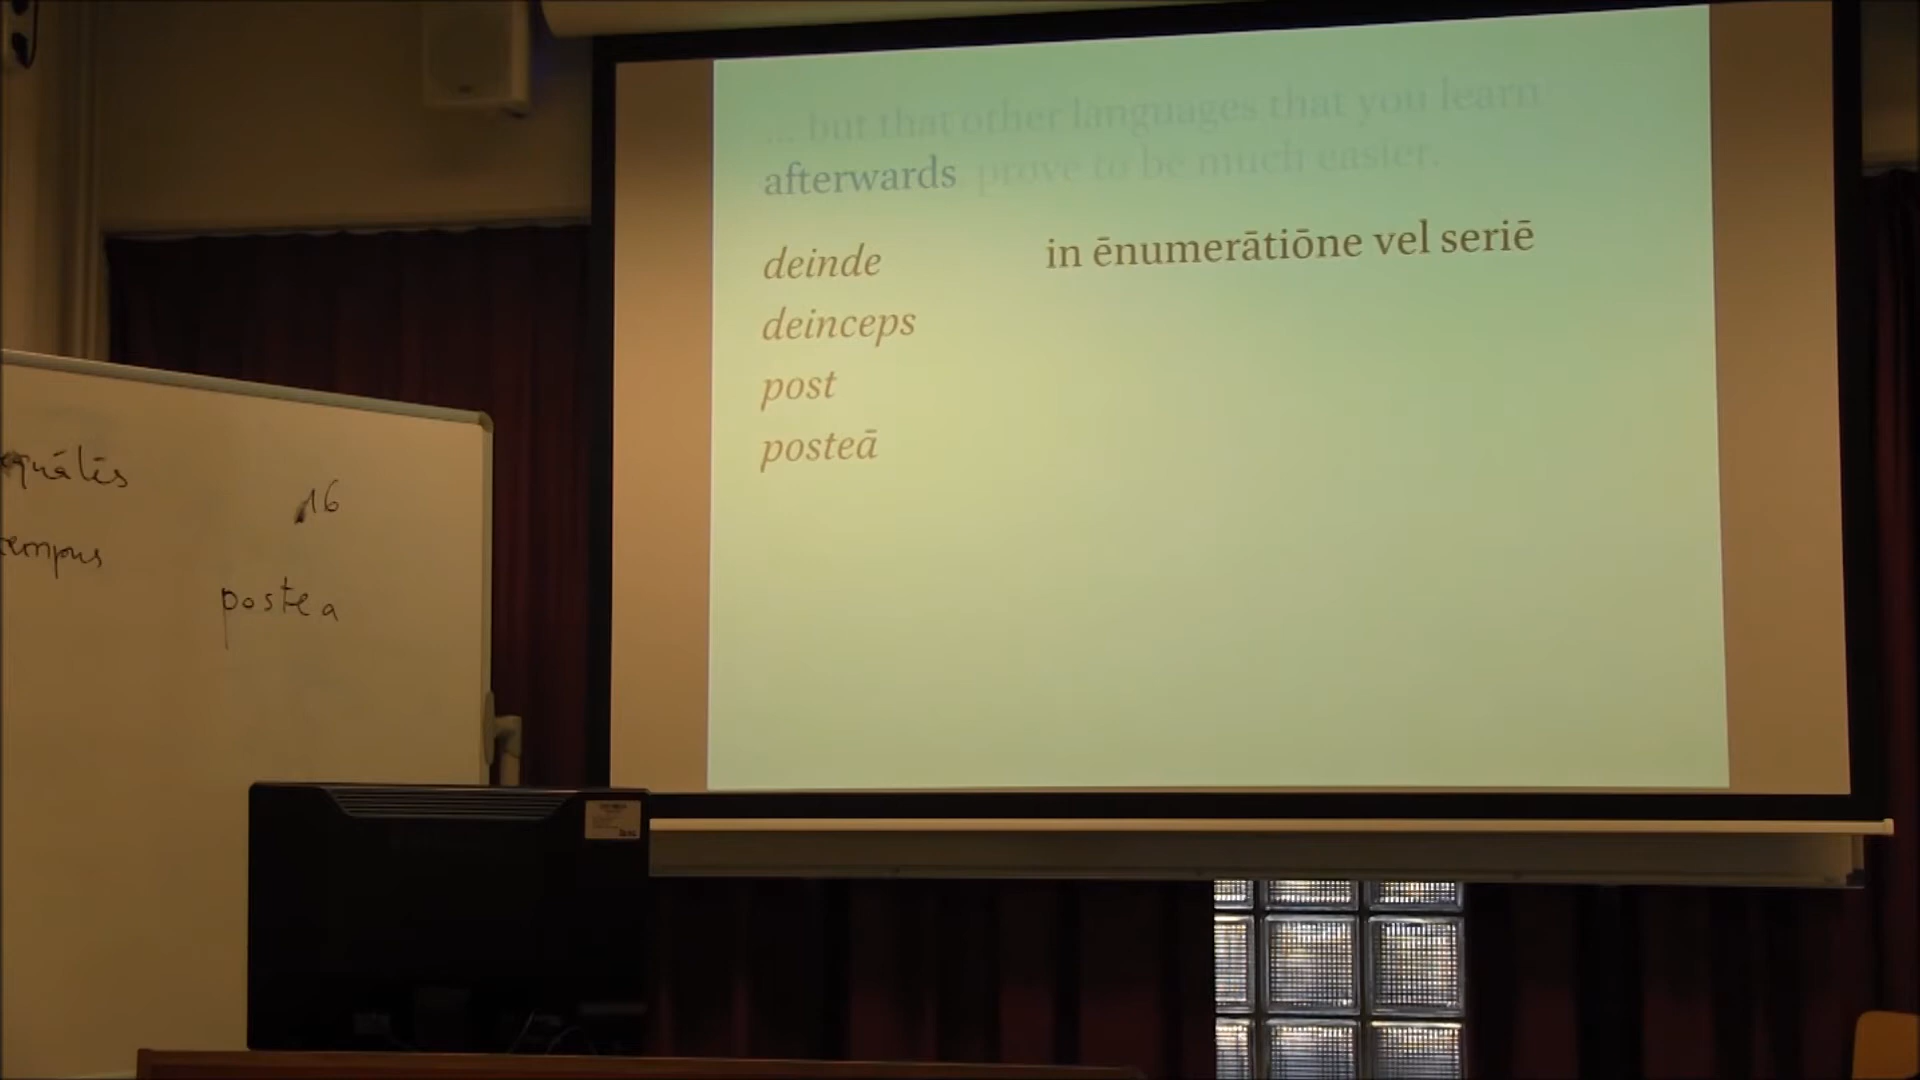 ... but that other languages that you learn
afterwards prove to be much easier.
deinde in ēnumerātiōne vel seriē
deinceps
post
posteā
16
tempus
postea